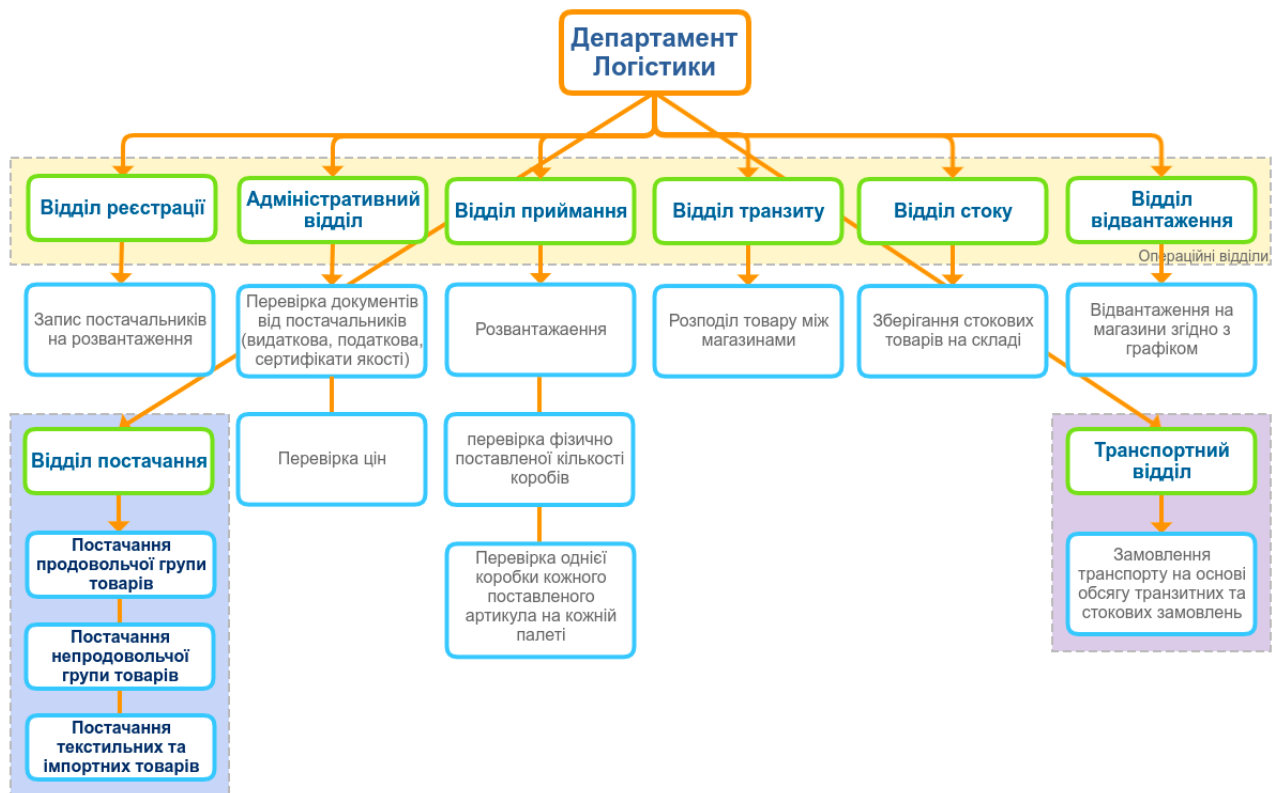 Департамент
Логістики
Відділ реєстрації
Адміністративний
відділ
Відділ приймання
Відділ транзиту
Відділ стоку
Відділ
відвантаження
Операційні відділи
Запис постачальників
на розвантаження
Перевірка документів
від постачальників
(видаткова, податкова,
сертифікати якості)
Розвантажаення
Розподіл товару між
магазинами
Зберігання стокових
товарів на складі
Відвантаження на
магазини згідно з
графіком
Відділ постачання
Перевірка цін
перевірка фізично
поставленої кількості
коробів
Транспортний
відділ
Постачання
продовольчої групи
товарів
Перевірка однієї
коробки кожного
поставленого
артикула на кожній
палеті
Замовлення
транспорту на основі
обсягу транзитних та
стокових замовлень
Постачання
непродовольчої
групи товарів
Постачання
текстильних та
імпортних товарів